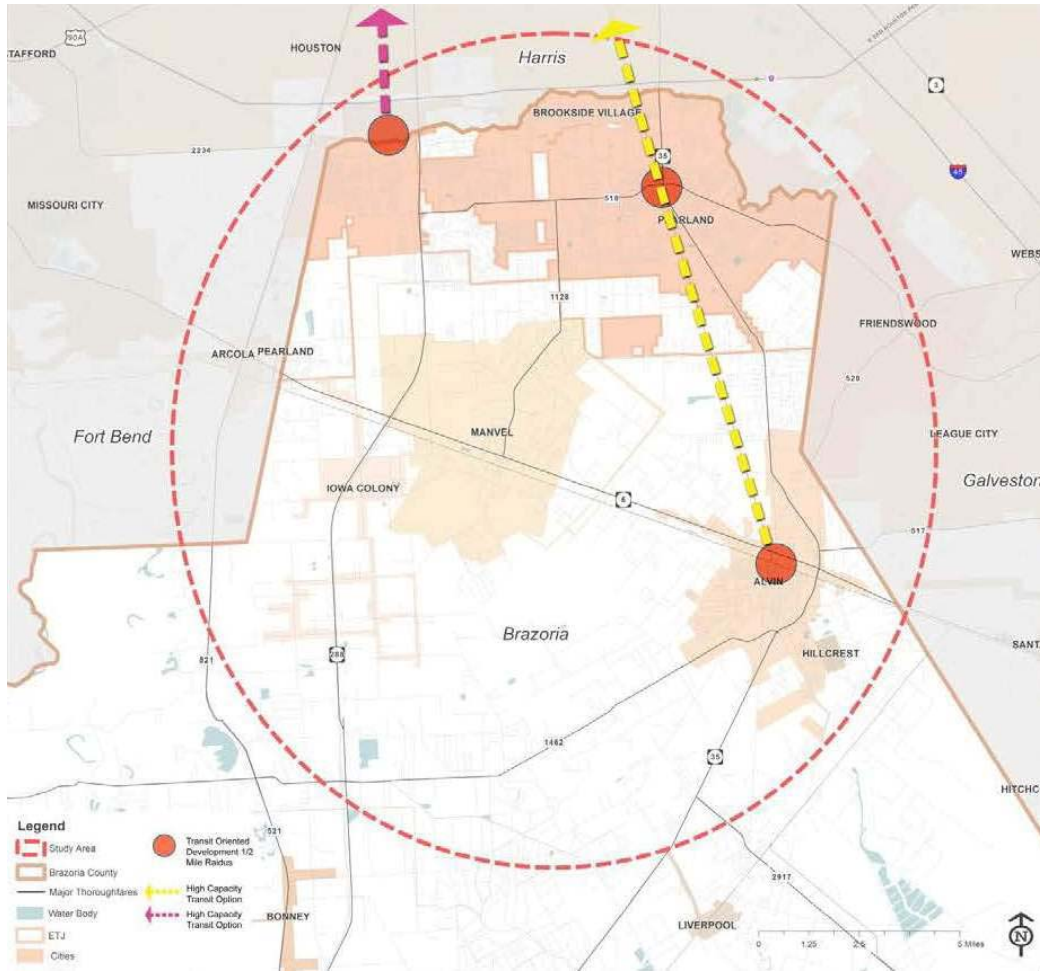 90A
STAFFORD
HOUSTON
Harris
3
BROOKSIDE VILLAGE
2234
35
45
MISSOURI CITY
518
PEARLAND
WEBS
1128
FRIENDSWOOD
ARCOLA
PEARLAND
528
Fort Bend
MANVEL
LEAGUE CITY
IOWA COLONY
Galveston
6
517
ALVIN
Brazoria
HILLCREST
SANT
521
288
1462
35
HITCHC
Legend
Study Area
Brazoria County
Major Thoroughfares
Water Body
ETJ
Cities
Transit Oriented
Development 1/2
Mile Raidus
High Capacity
Transit Option
High Capacity
Transit Option
521
BONNEY
2917
LIVERPOOL
0
1.25
2.5
5 Miles
N